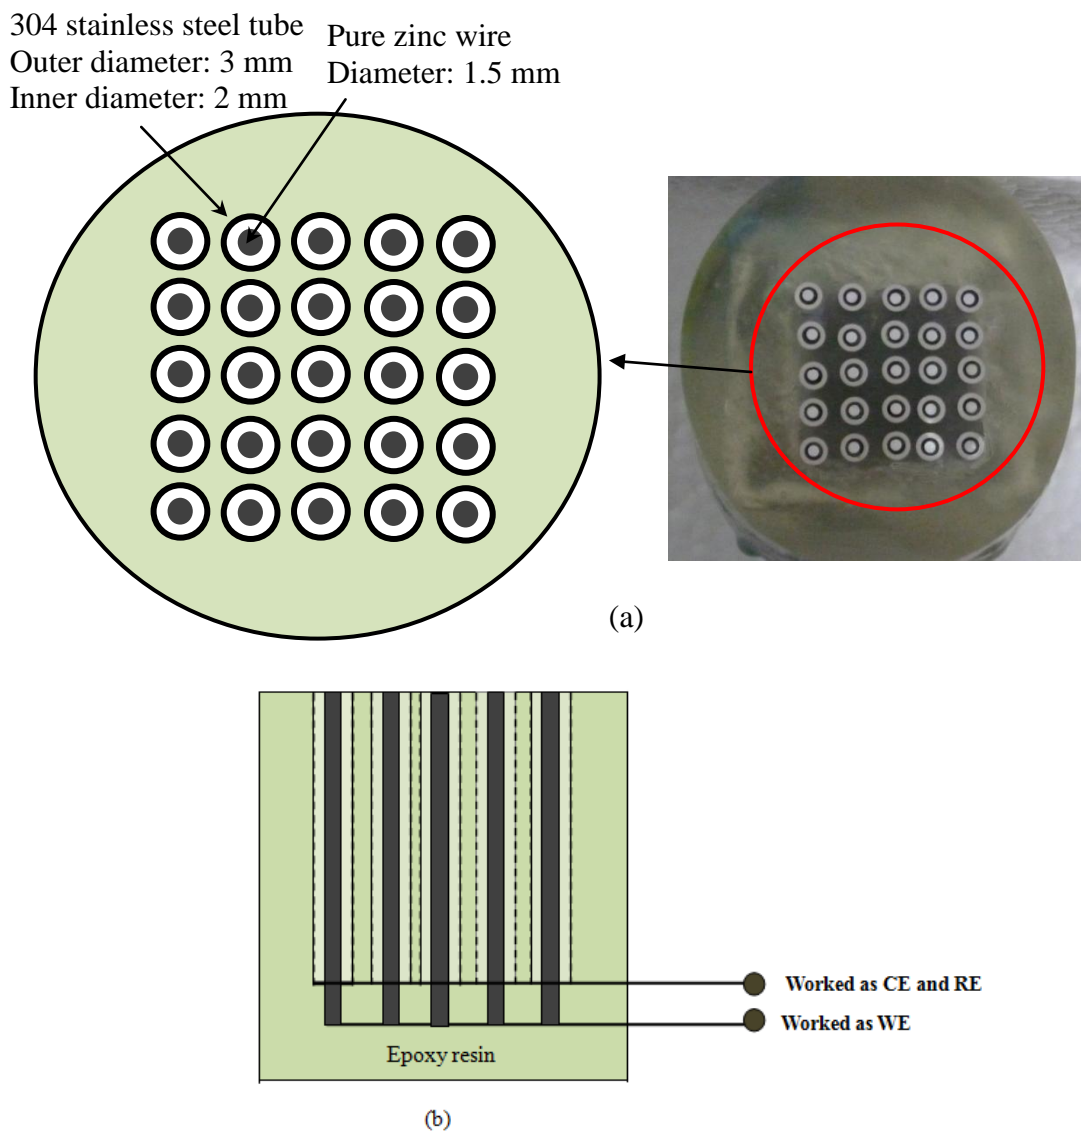 304 stainless steel tube
Outer diameter: 3 mm
Inner diameter: 2 mm
Pure zinc wire
Diameter: 1.5 mm
(a)
Worked as CE and RE
Worked as WE
Epoxy resin
(b)